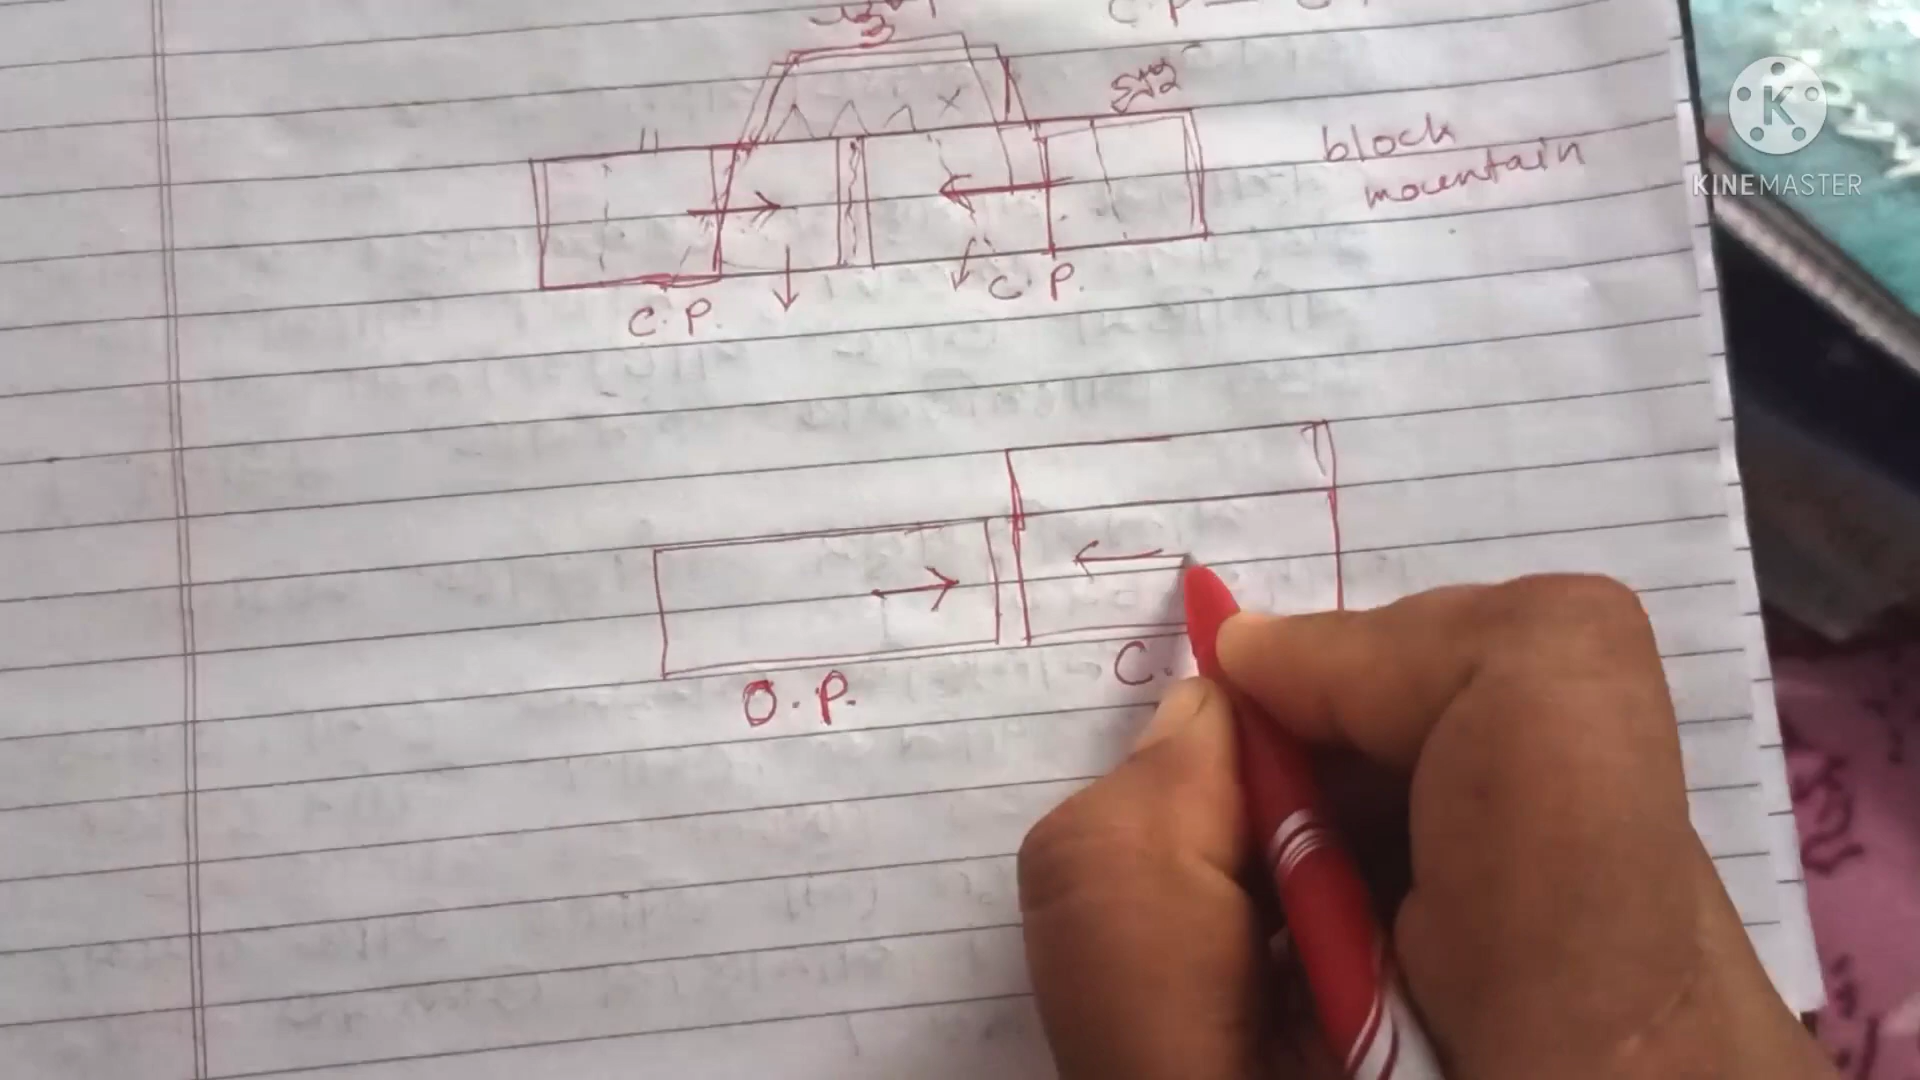 C.P
block
mountain
C.P.
C.P.
O.P.
C.
KINEMASTER